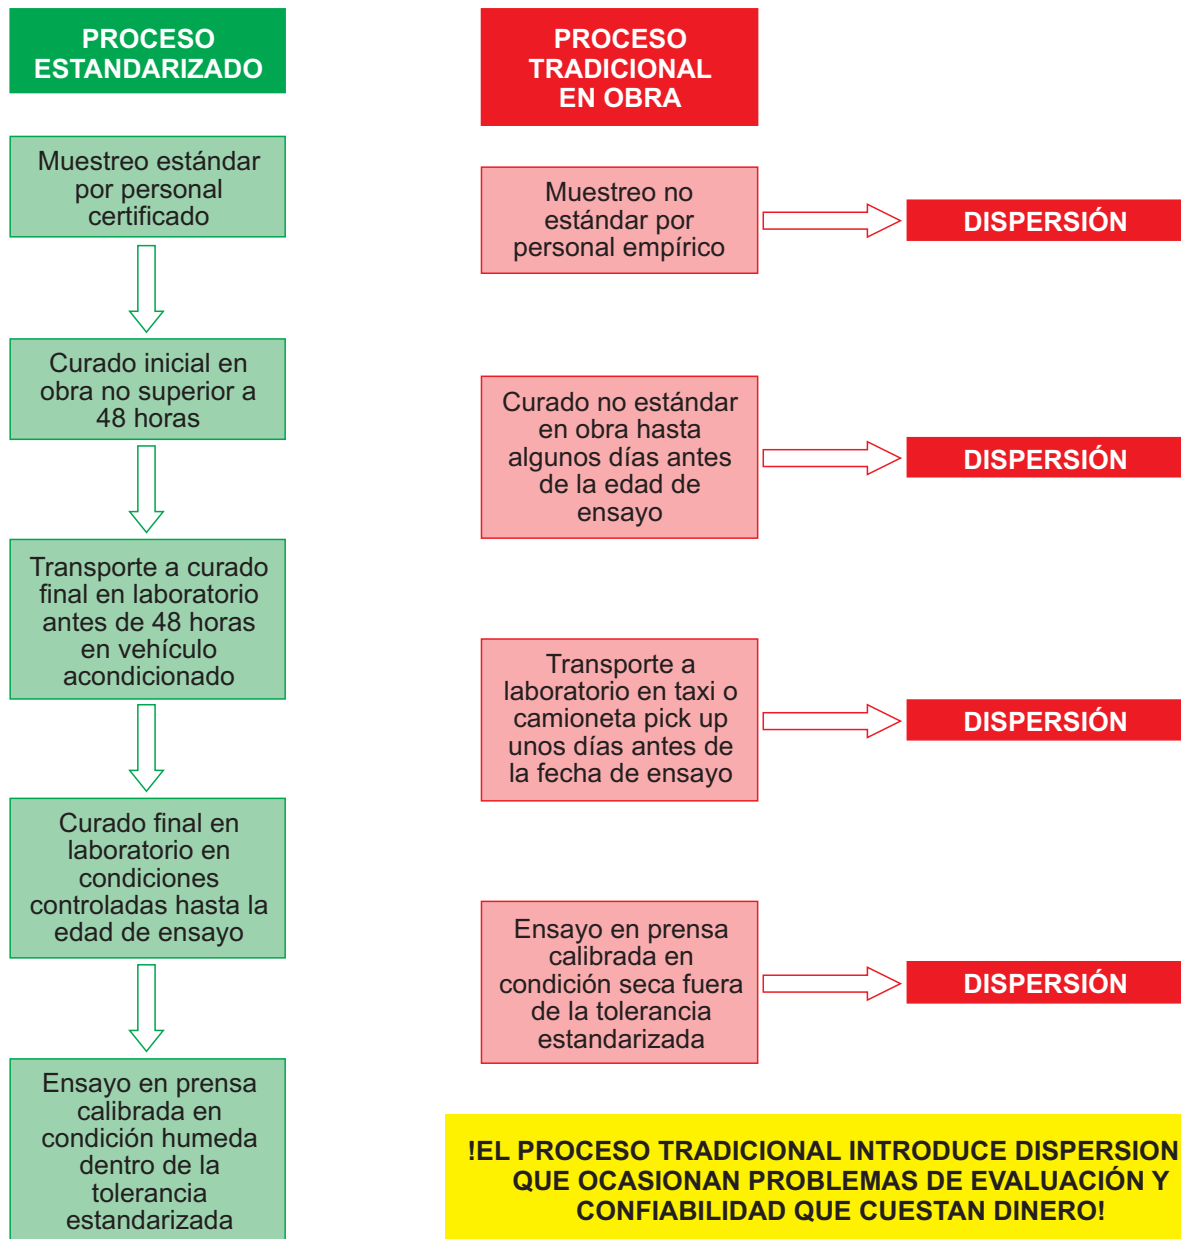 PROCESO
ESTANDARIZADO
Muestreo estándar
por personal
certificado
Curado inicial en
obra no superior a
48 horas
Transporte a curado
final en laboratorio
antes de 48 horas
en vehículo
acondicionado
Curado final en
laboratorio en
condiciones
controladas hasta la
edad de ensayo
Ensayo en prensa
calibrada en
condición humeda
dentro de la
tolerancia
estandarizada
PROCESO
TRADICIONAL
EN OBRA
Muestreo no
estándar por
personal empírico
DISPERSIÓN
Curado no estándar
en obra hasta
algunos días antes
de la edad de
ensayo
DISPERSIÓN
Transporte a
laboratorio en taxi o
camioneta pick up
unos días antes de
la fecha de ensayo
DISPERSIÓN
Ensayo en prensa
calibrada en
condición seca fuera
de la tolerancia
estandarizada
DISPERSIÓN
!EL PROCESO TRADICIONAL INTRODUCE DISPERSION
QUE OCASIONAN PROBLEMAS DE EVALUACIÓN Y
CONFIABILIDAD QUE CUESTAN DINERO!